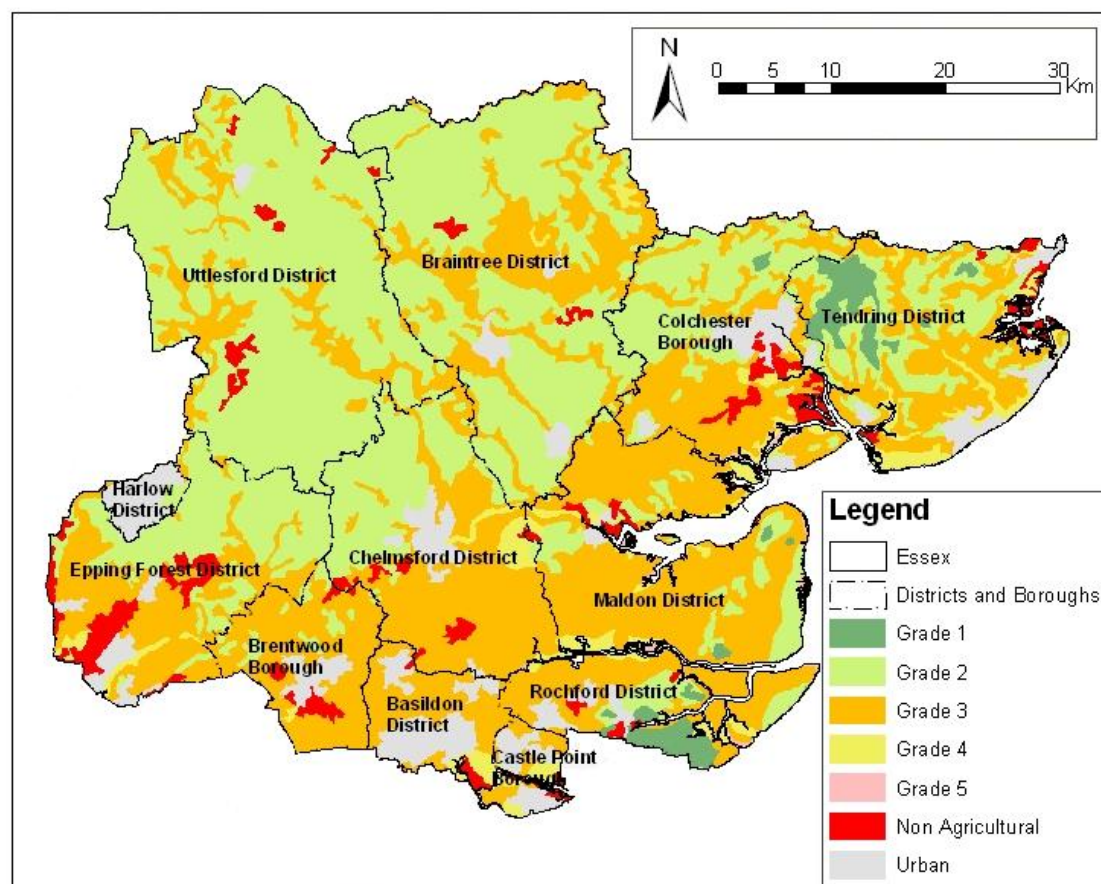 N
0 5 10 20 30
Km
Uttlesford District
Braintree District
Colchester
Borough
Tendring District
Harlow
District
Epping Forest District
Chelmsford District
Maldon District
Brentwood
Borough
Basildon
District
Rochford District
Castle Point
Borough
Legend
Essex
Districts and Boroughs
Grade 1
Grade 2
Grade 3
Grade 4
Grade 5
Non Agricultural
Urban